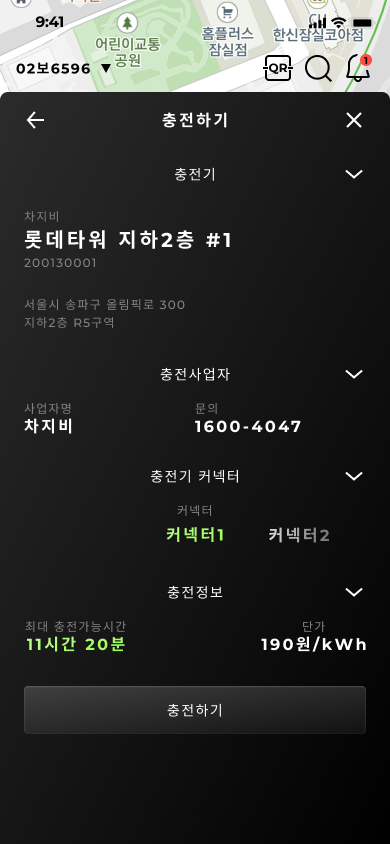 9:41
어린이교통
공원
홈플러스
잠실점
한신잠실코아점
02보6596 ▼
QR
1
충전하기
충전기
차지비
롯데타워 지하2층 #1
200130001
서울시 송파구 올림픽로 300
지하2층 R5구역
충전사업자
사업자명 문의
차지비 1600-4047
충전기 커넥터
커넥터
커넥터1 커넥터2
충전정보
최대 충전가능시간 단가
11시간 20분 190원/kWh
충전하기